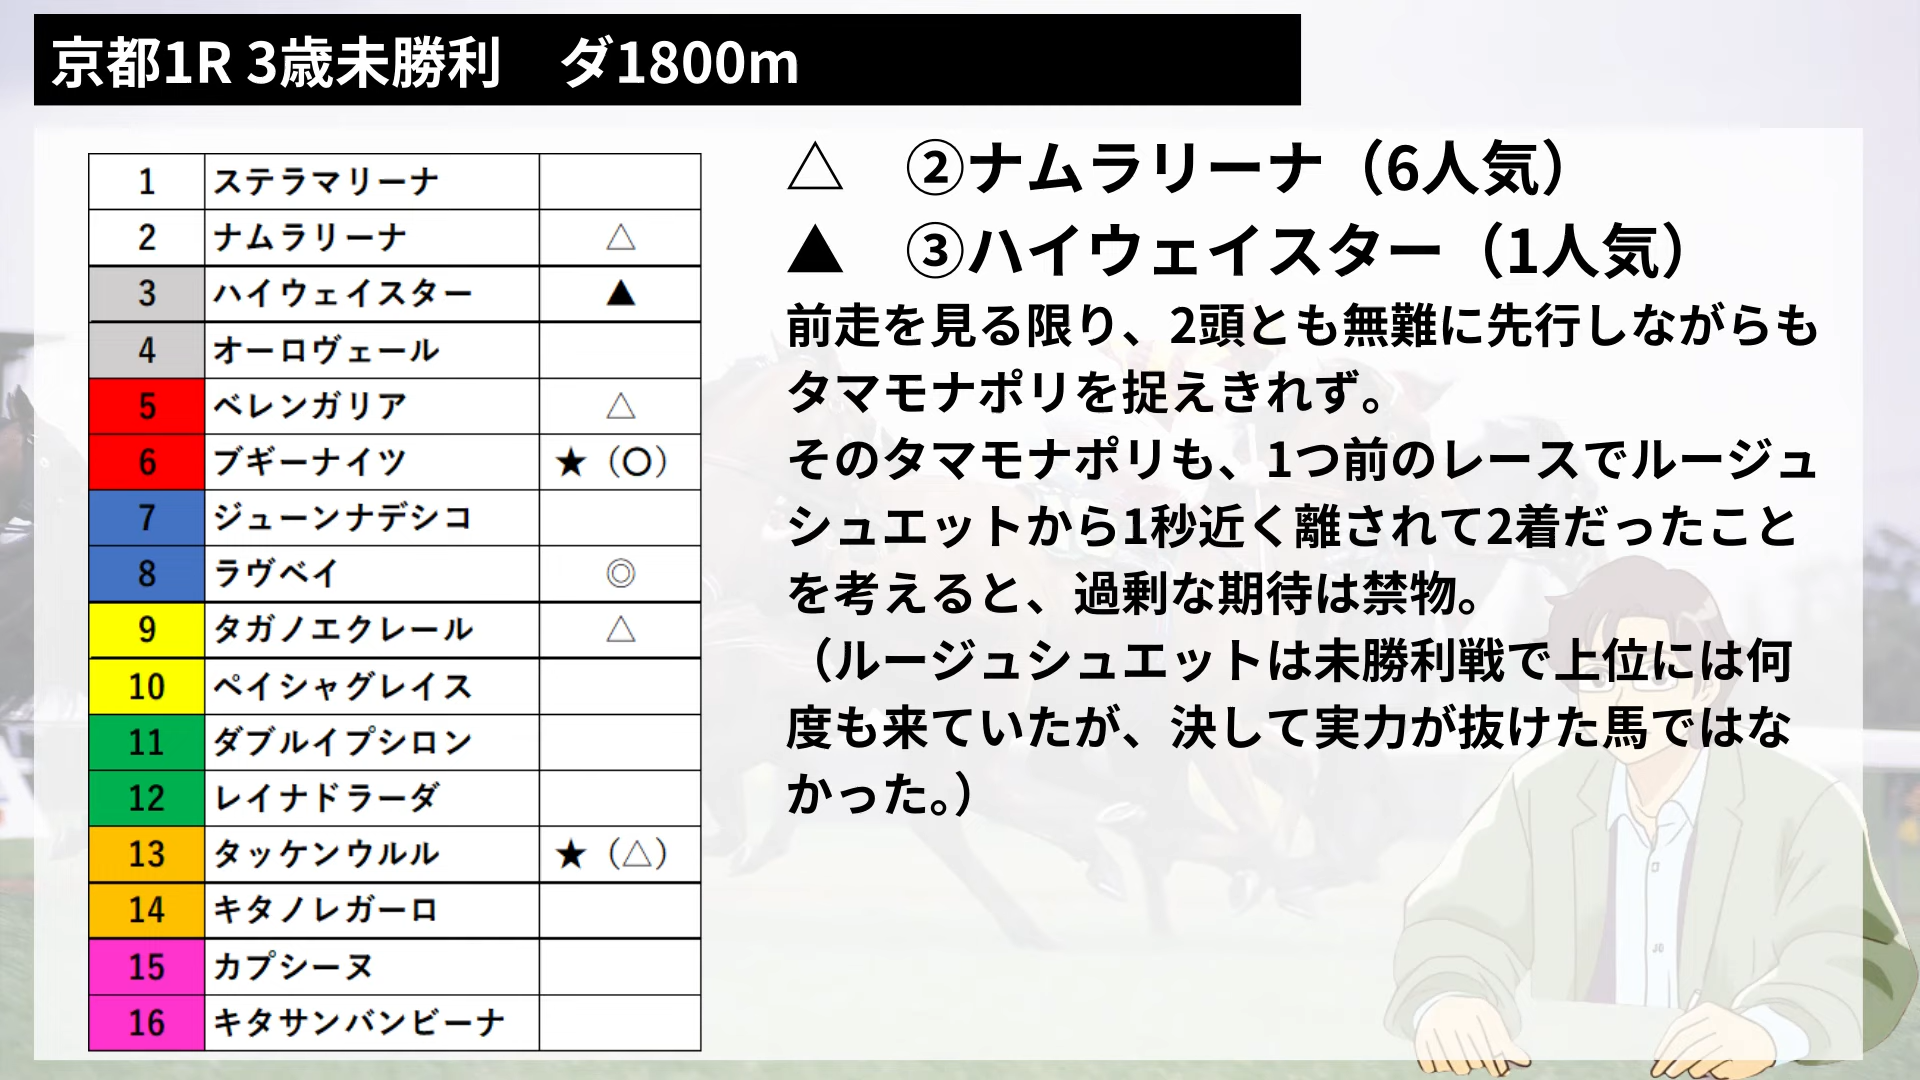 京都1R 3歳未勝利　ダ1800m
1 ステラマリーナ
2 ナムラリーナ △
3 ハイウェイスター ▲
4 オーロヴェール
5 ベレンガリア △
6 ブギーナイツ ★（〇）
7 ジューンナデシコ
8 ラヴベイ ◎
9 タガノエクレール △
10 ペイシャグレイス
11 ダブルイプシロン
12 レイナドラーダ
13 タッケンウルル ★（△）
14 キタノレガーロ
15 カプシーヌ
16 キタサンバンビーナ
△　②ナムラリーナ（6人気）
▲　③ハイウェイスター（1人気）
前走を見る限り、2頭とも無難に先行しながらも
タマモナポリを捉えきれず。
そのタマモナポリも、1つ前のレースでルージュ
シュエットから1秒近く離されて2着だったこと
を考えると、過剰な期待は禁物。
（ルージュシュエットは未勝利戦で上位には何
度も来ていたが、決して実力が抜けた馬ではな
かった。）